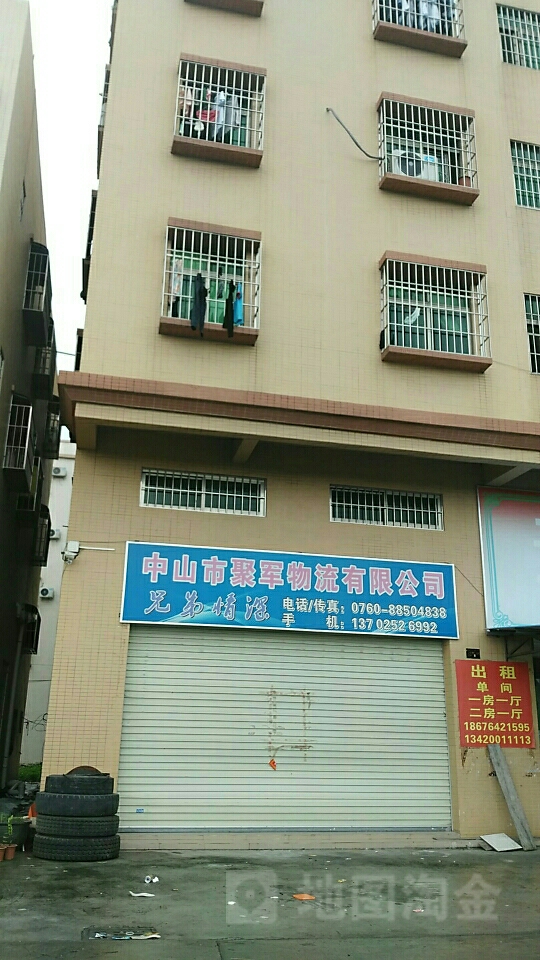 中山市聚军物流有限公司
兄弟情深
电话/传真：0760-88504838
手 机：137 0252 6992
出租
单间
一房一厅
二房一厅
18676421595
13420011113
地图淘金